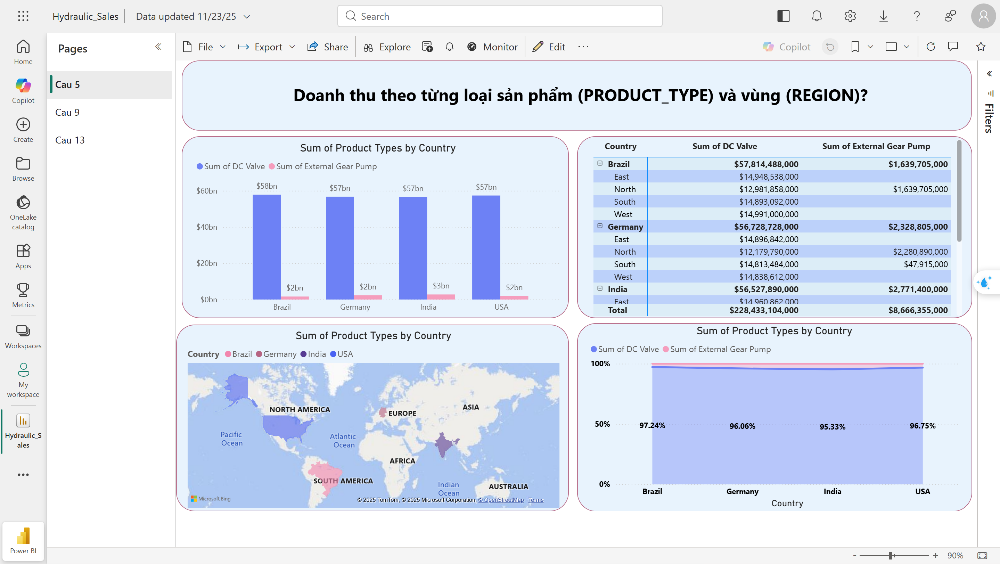 Hydraulic_Sales
Data updated 11/23/25
Search
Home
Copilot
Create
Browse
OneLake
catalog
Apps
Metrics
Workspaces
My
workspace
Hydraulic_S
ales
Power BI
Pages
Cau 5
Cau 9
Cau 13
File
Export
Share
Explore
Monitor
Edit
Copilot
Filters
Doanh thu theo từng loại sản phẩm (PRODUCT_TYPE) và vùng (REGION)?
Sum of Product Types by Country
Sum of DC Valve Sum of External Gear Pump
$60bn
$40bn
$20bn
$0bn
$58bn $57bn $57bn $57bn
$2bn $2bn $3bn $2bn
Brazil Germany India USA
Country Sum of DC Valve Sum of External Gear Pump
Brazil $57,814,488,000 $1,639,705,000
East $14,948,538,000
North $12,981,858,000 $1,639,705,000
South $14,893,092,000
West $14,991,000,000
Germany $56,728,728,000 $2,328,805,000
East $14,896,842,000
North $12,179,790,000 $2,280,890,000
South $14,813,484,000 $47,915,000
West $14,838,612,000
India $56,527,890,000 $2,771,400,000
East $14,960,862,000
Total $228,433,104,000 $8,666,355,000
Sum of Product Types by Country
Country Brazil Germany India USA
NORTH AMERICA
EUROPE
ASIA
Pacific
Ocean
Atlantic
Ocean
AFRICA
SOUTH AMERICA
Indian
Ocean
AUSTRALIA
Microsoft Bing
© 2025 TomTom, © 2025 Microsoft Corporation, © OpenStreetMap Terms
Sum of Product Types by Country
Sum of DC Valve Sum of External Gear Pump
100%
50%
0%
97.24% 96.06% 95.33% 96.75%
Brazil Germany India USA
Country
90%